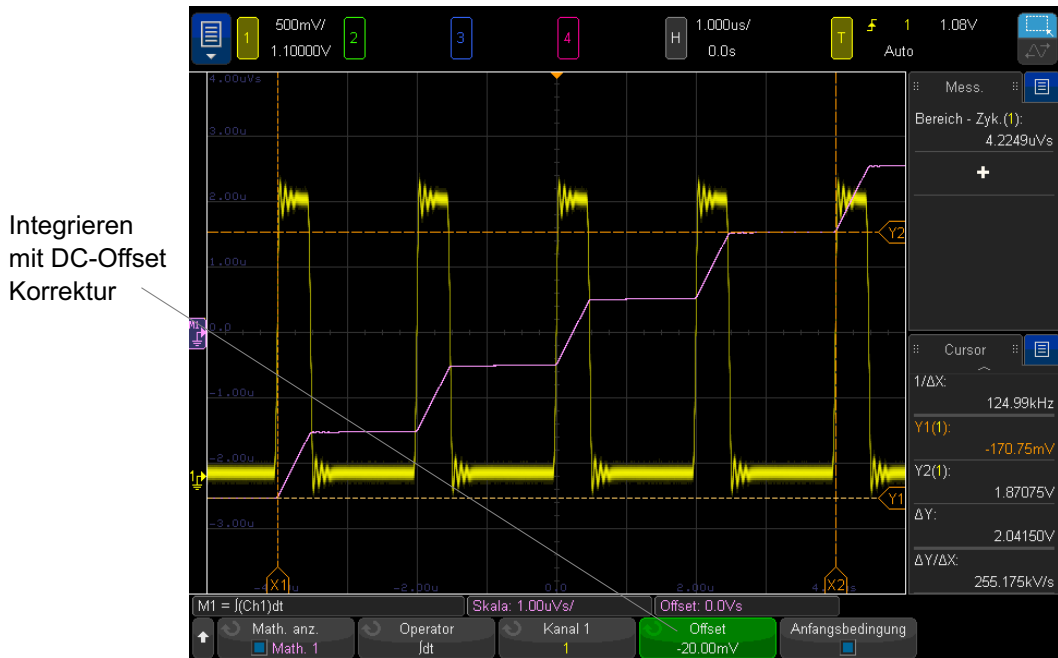 Integrieren
mit DC-Offset
Korrektur
1
500mV/
1.10000V
2
3
4
H
1.000us/
0.0s
T
1
1.08V
Auto
4.00uVs
3.00u
2.00u
1.00u
0.0
-1.00u
-2.00u
-3.00u
M1
1
Y2
Y1
X1
-2.00u
0.0
2.00u
X2
Mess.
Bereich - Zyk.(1):
4.2249uVs
+
Cursor
1/ΔX:
124.99kHz
Y1(1):
-170.75mV
Y2(1):
1.87075V
ΔY:
2.04150V
ΔY/ΔX:
255.175kV/s
M1 = ∫(Ch1)dt
Skala: 1.00uVs/
Offset: 0.0Vs
Math. anz.
Math. 1
Operator
∫dt
Kanal 1
1
Offset
-20.00mV
Anfangsbedingung